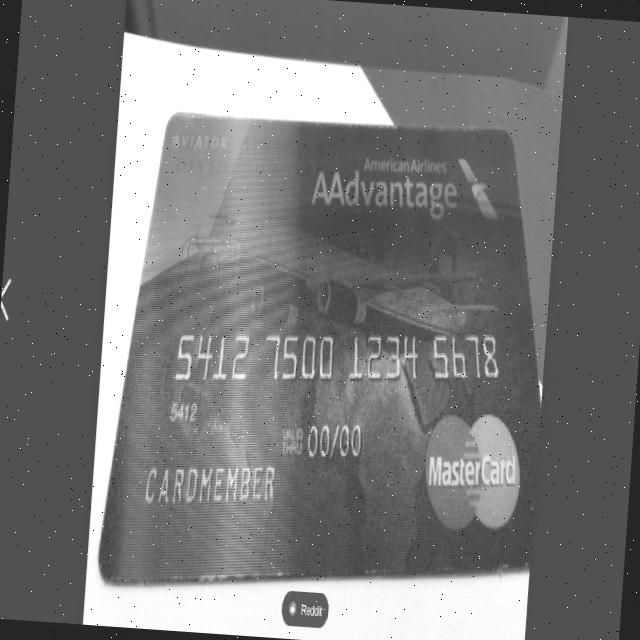 AVIATOR
American Airlines
AAdvantage
5412 7500 1234 5678
5412
00/00
CARDMEMBER
MasterCard
Reddit